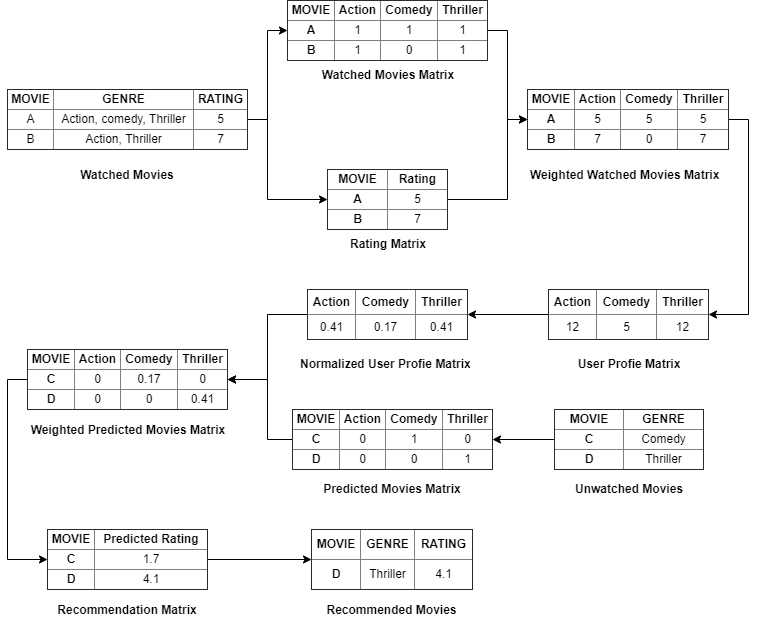 MOVIE Action Comedy Thriller
A 1 1 1
B 1 0 1
Watched Movies Matrix
MOVIE GENRE RATING
A Action, comedy, Thriller 5
B Action, Thriller 7
Watched Movies
MOVIE Rating
A 5
B 7
Rating Matrix
MOVIE Action Comedy Thriller
A 5 5 5
B 7 0 7
Weighted Watched Movies Matrix
Action Comedy Thriller
12 5 12
User Profie Matrix
Action Comedy Thriller
0.41 0.17 0.41
Normalized User Profie Matrix
MOVIE GENRE
C Comedy
D Thriller
Unwatched Movies
MOVIE Action Comedy Thriller
C 0 1 0
D 0 0 1
Predicted Movies Matrix
MOVIE Action Comedy Thriller
C 0 0.17 0
D 0 0 0.41
Weighted Predicted Movies Matrix
MOVIE Predicted Rating
C 1.7
D 4.1
Recommendation Matrix
MOVIE GENRE RATING
D Thriller 4.1
Recommended Movies